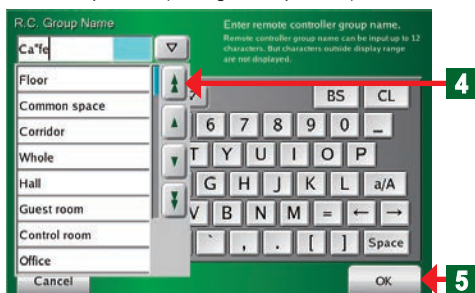 R.C. Group Name
Enter remote controller group name.
Remote controller group name can be input up to 12
characters. But characters outside display range
are not displayed.
Ca"fe
Floor
Common space
Corridor
Whole
Hall
Guest room
Control room
Office
BS CL
6 7 8 9 0 _
T Y U I O P
G H J K L a/A
V B N M = ← →
` , . [ ] Space
Cancel
OK
4
5